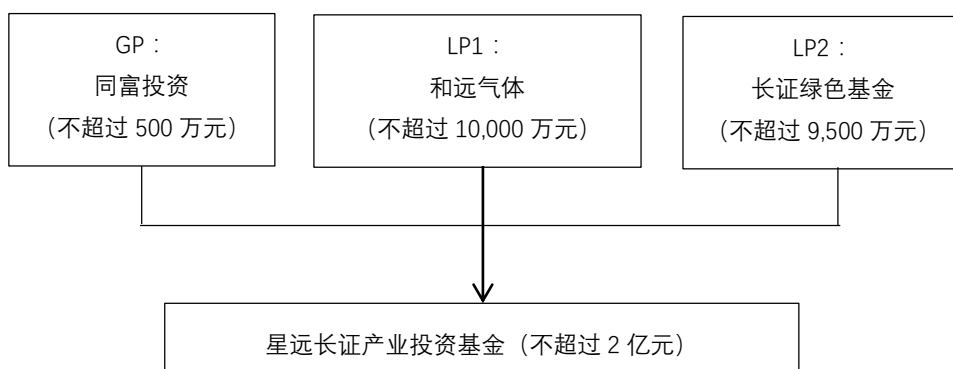 GP：
同富投资
（不超过 500 万元）
LP1：
和远气体
（不超过 10,000 万元）
LP2：
长证绿色基金
（不超过 9,500 万元）
星远长证产业投资基金（不超过 2 亿元）